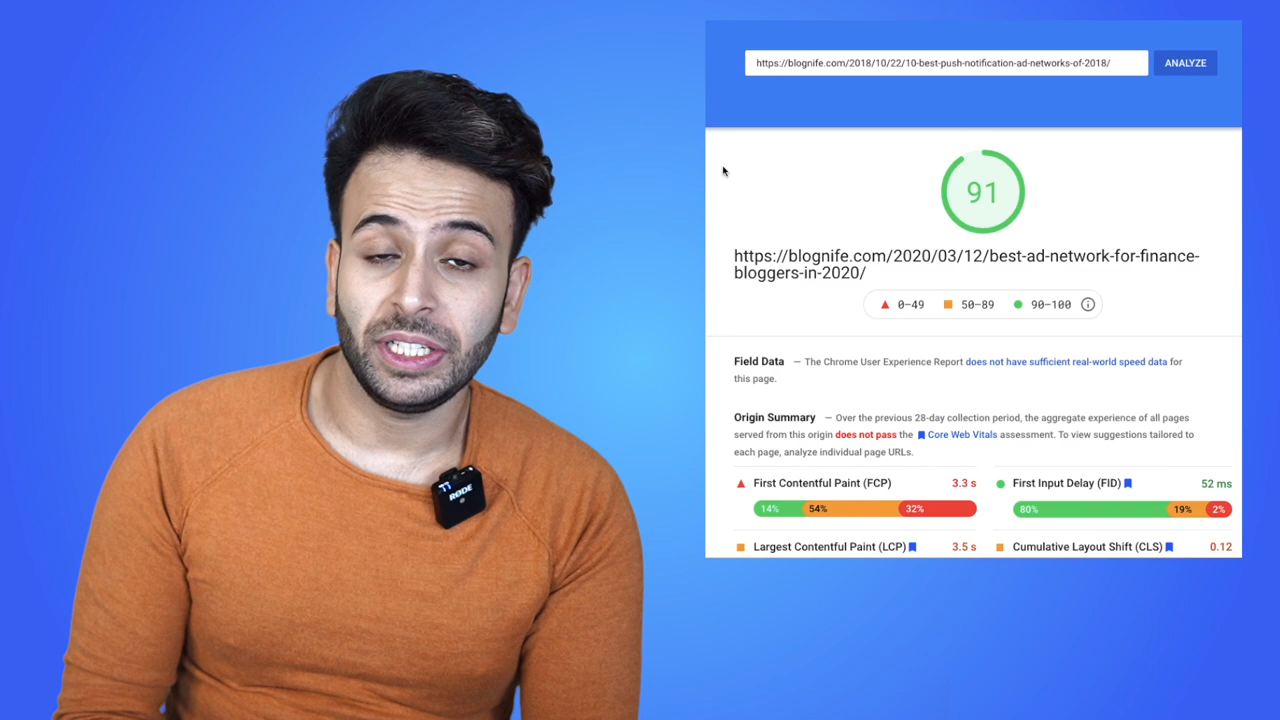 https://blognife.com/2018/10/22/10-best-push-notification-ad-networks-of-2018/
ANALYZE
91
https://blognife.com/2020/03/12/best-ad-network-for-finance-
bloggers-in-2020/
0–49 50–89 90–100
Field Data — The Chrome User Experience Report does not have sufficient real-world speed data for
this page.
Origin Summary — Over the previous 28-day collection period, the aggregate experience of all pages
served from this origin does not pass the Core Web Vitals assessment. To view suggestions tailored to
each page, analyze individual page URLs.
First Contentful Paint (FCP) 3.3 s
14% 54% 32%
First Input Delay (FID) 52 ms
80% 19% 2%
Largest Contentful Paint (LCP) 3.5 s
Cumulative Layout Shift (CLS) 0.12
RODE